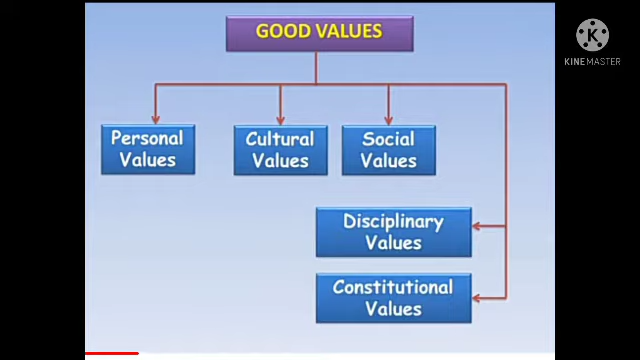 GOOD VALUES
K
KINEMASTER
Personal
Values
Cultural
Values
Social
Values
Disciplinary
Values
Constitutional
Values